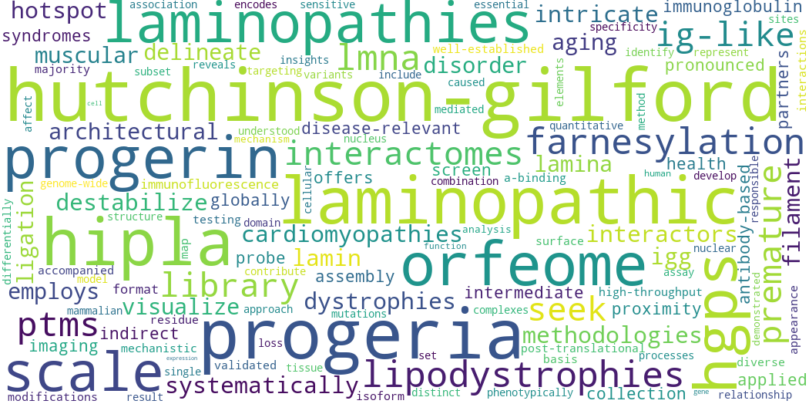 hotspot association encodes sensitive essential immunoglobulin
syndromes laminopathies intricate specificity sites
muscular delineate lmna insights well-established aging ig-like
majority subset reveals targeting variants disorder identify represent pronounced
affect include caused elements method partners interactions
hutchinson-gilford
cell mediated
architectural understood disease-relevant quantitative
mechanism nucleus farnesylation
progerin interactomes screen lamina health
genome-wide immunofluorescence offers combination a-binding human develop
destabilize globally cellular laminopathic antibody-based responsible premature filament
differentially ligation structure testing domain
hipla map cardiomyopathies analysis interactors
function surface nuclear
accompanied probe lamin orfeome igg
model contribute library assembly assay hgps
employs format intermediate high-throughput proximity
mammalian visualize approach dystrophies complexes seek demonstrated appearance
ptms indirect residue mutations progeria methodologies
imaging mechanistic validated loss set post-translational processes
scale single tissue basis diverse
expression lipodystrophies distinct phenotypically gene applied
modifications result systematically isoform collection relationship